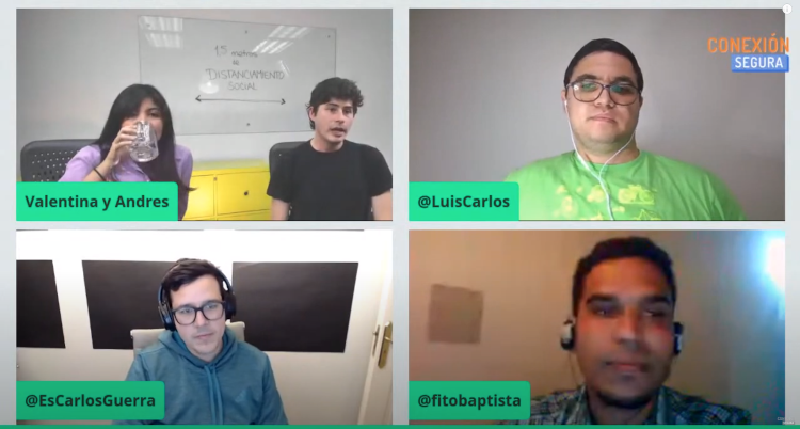 1,5 metros
de
DISTANCIAMIENTO
SOCIAL
CONEXIÓN
SEGURA
Valentina y Andres
@LuisCarlos
@EsCarlosGuerra
@fitobaptista